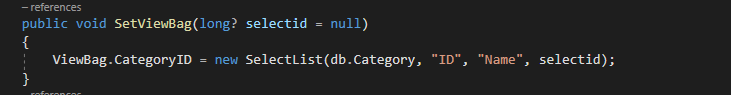 – references
public void SetViewBag(long? selectid = null)
{
ViewBag.CategoryID = new SelectList(db.Category, "ID", "Name", selectid);
}
references